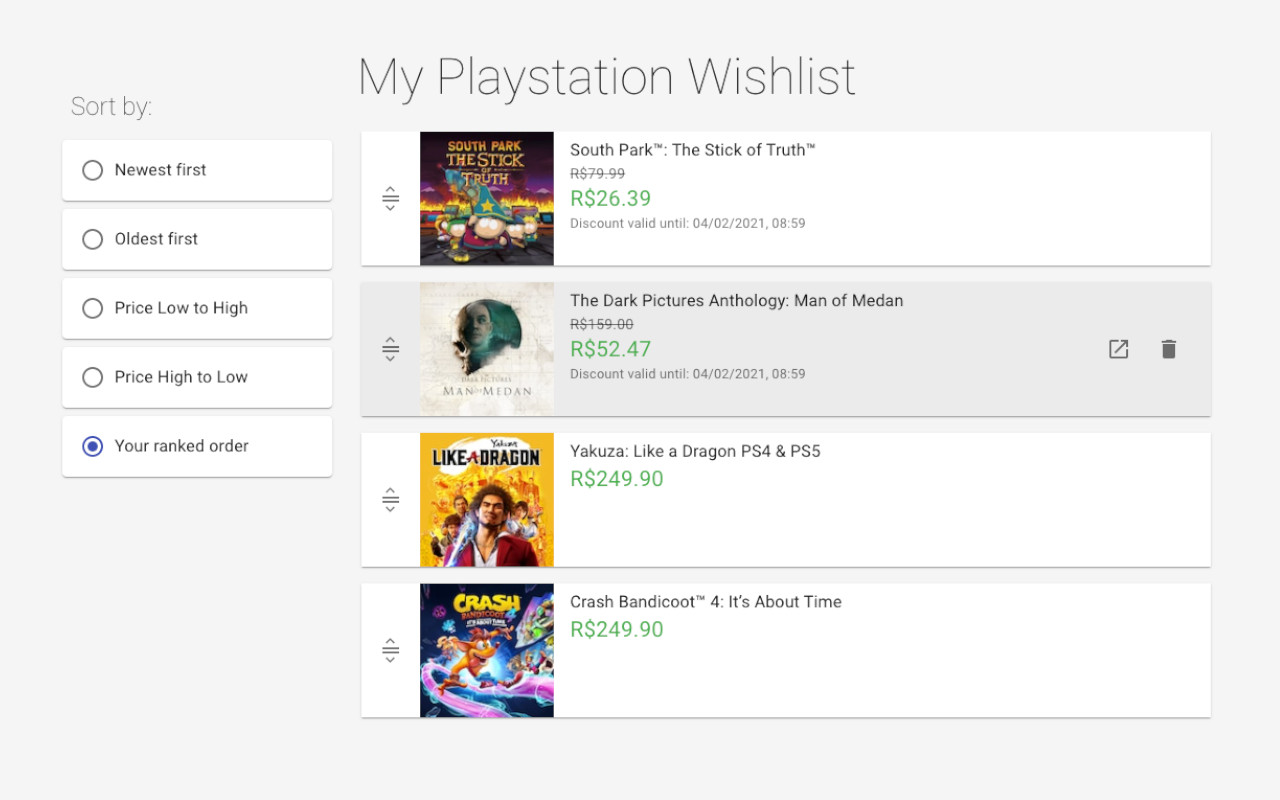 My Playstation Wishlist
Sort by:
Newest first
Oldest first
Price Low to High
Price High to Low
Your ranked order
SOUTH PARK
THE STICK
OF
TRUTH
South Park™: The Stick of Truth™
R$79.99
R$26.39
Discount valid until: 04/02/2021, 08:59
DARK PICTURES
MAN OF MEDAN
The Dark Pictures Anthology: Man of Medan
R$159.00
R$52.47
Discount valid until: 04/02/2021, 08:59
Yakuza
LIKE A DRAGON
Yakuza: Like a Dragon PS4 & PS5
R$249.90
CRASH
BANDICOOT 4
IT'S ABOUT TIME
Crash Bandicoot™ 4: It’s About Time
R$249.90